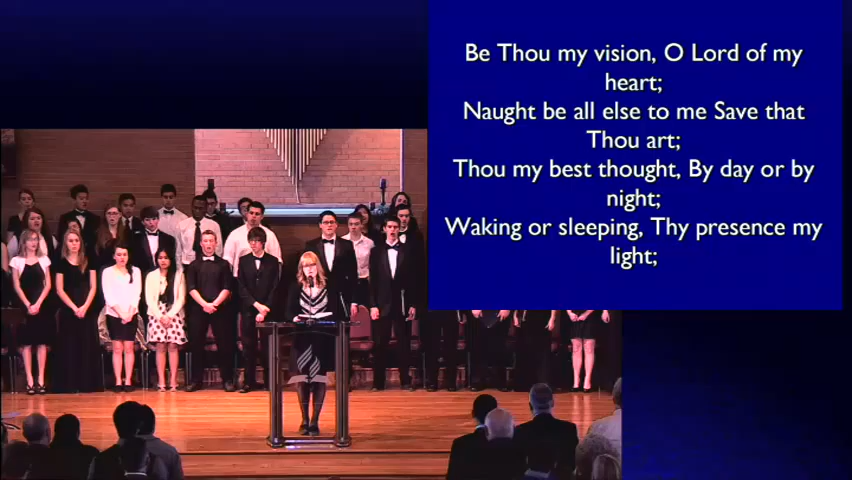 Be Thou my vision, O Lord of my
heart;
Naught be all else to me Save that
Thou art;
Thou my best thought, By day or by
night;
Waking or sleeping, Thy presence my
light;